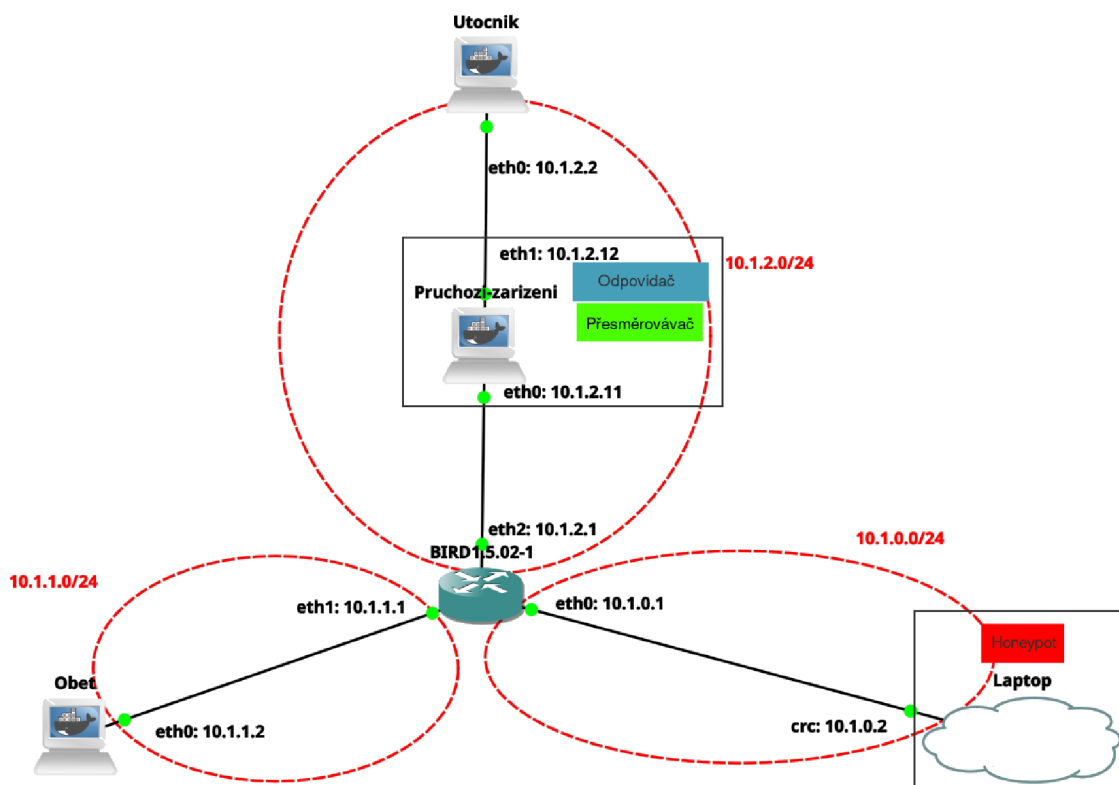 Utocnik
eth0: 10.1.2.2
eth1: 10.1.2.12
10.1.2.0/24
Odpovídač
Pruchozi-zarizeni
Přesměrovávač
eth0: 10.1.2.11
eth2: 10.1.2.1
BIRD1.5.02-1
10.1.0.0/24
10.1.1.0/24
eth1: 10.1.1.1
eth0: 10.1.0.1
Honeypot
Obet
Laptop
eth0: 10.1.1.2
crc: 10.1.0.2